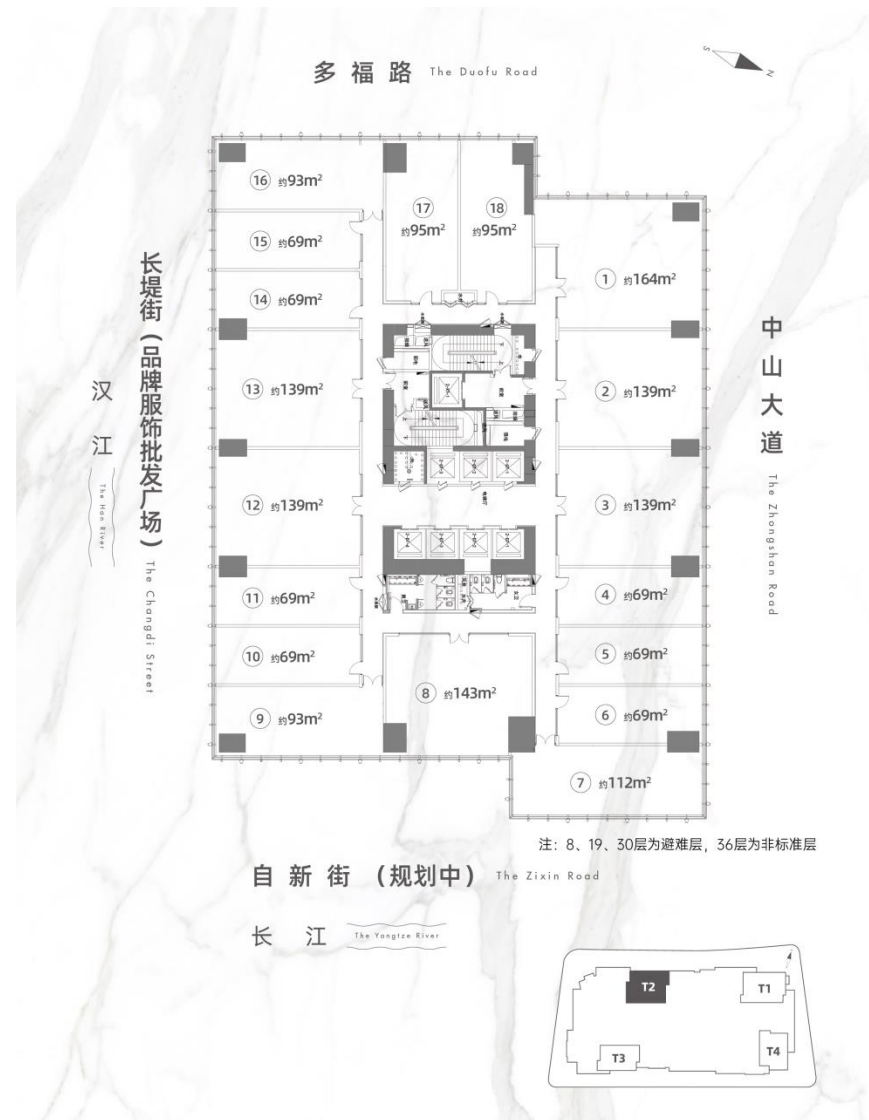 多福路 The Duofu Road
S
N
16 约93m²
17
约95m²
18
约95m²
15 约69m²
1 约164m²
14 约69m²
13 约139m²
2 约139m²
12 约139m²
3 约139m²
11 约69m²
4 约69m²
10 约69m²
5 约69m²
9 约93m²
8 约143m²
6 约69m²
7 约112m²
长堤街(品牌服饰批发广场) The Changdi Street
汉江 The Han River
中山大道 The Zhongshan Road
电梯厅
注:8、19、30层为避难层,36层为非标准层
自新街 (规划中) The Zixin Road
长江 The Yangtze River
T2
T1
T3
T4